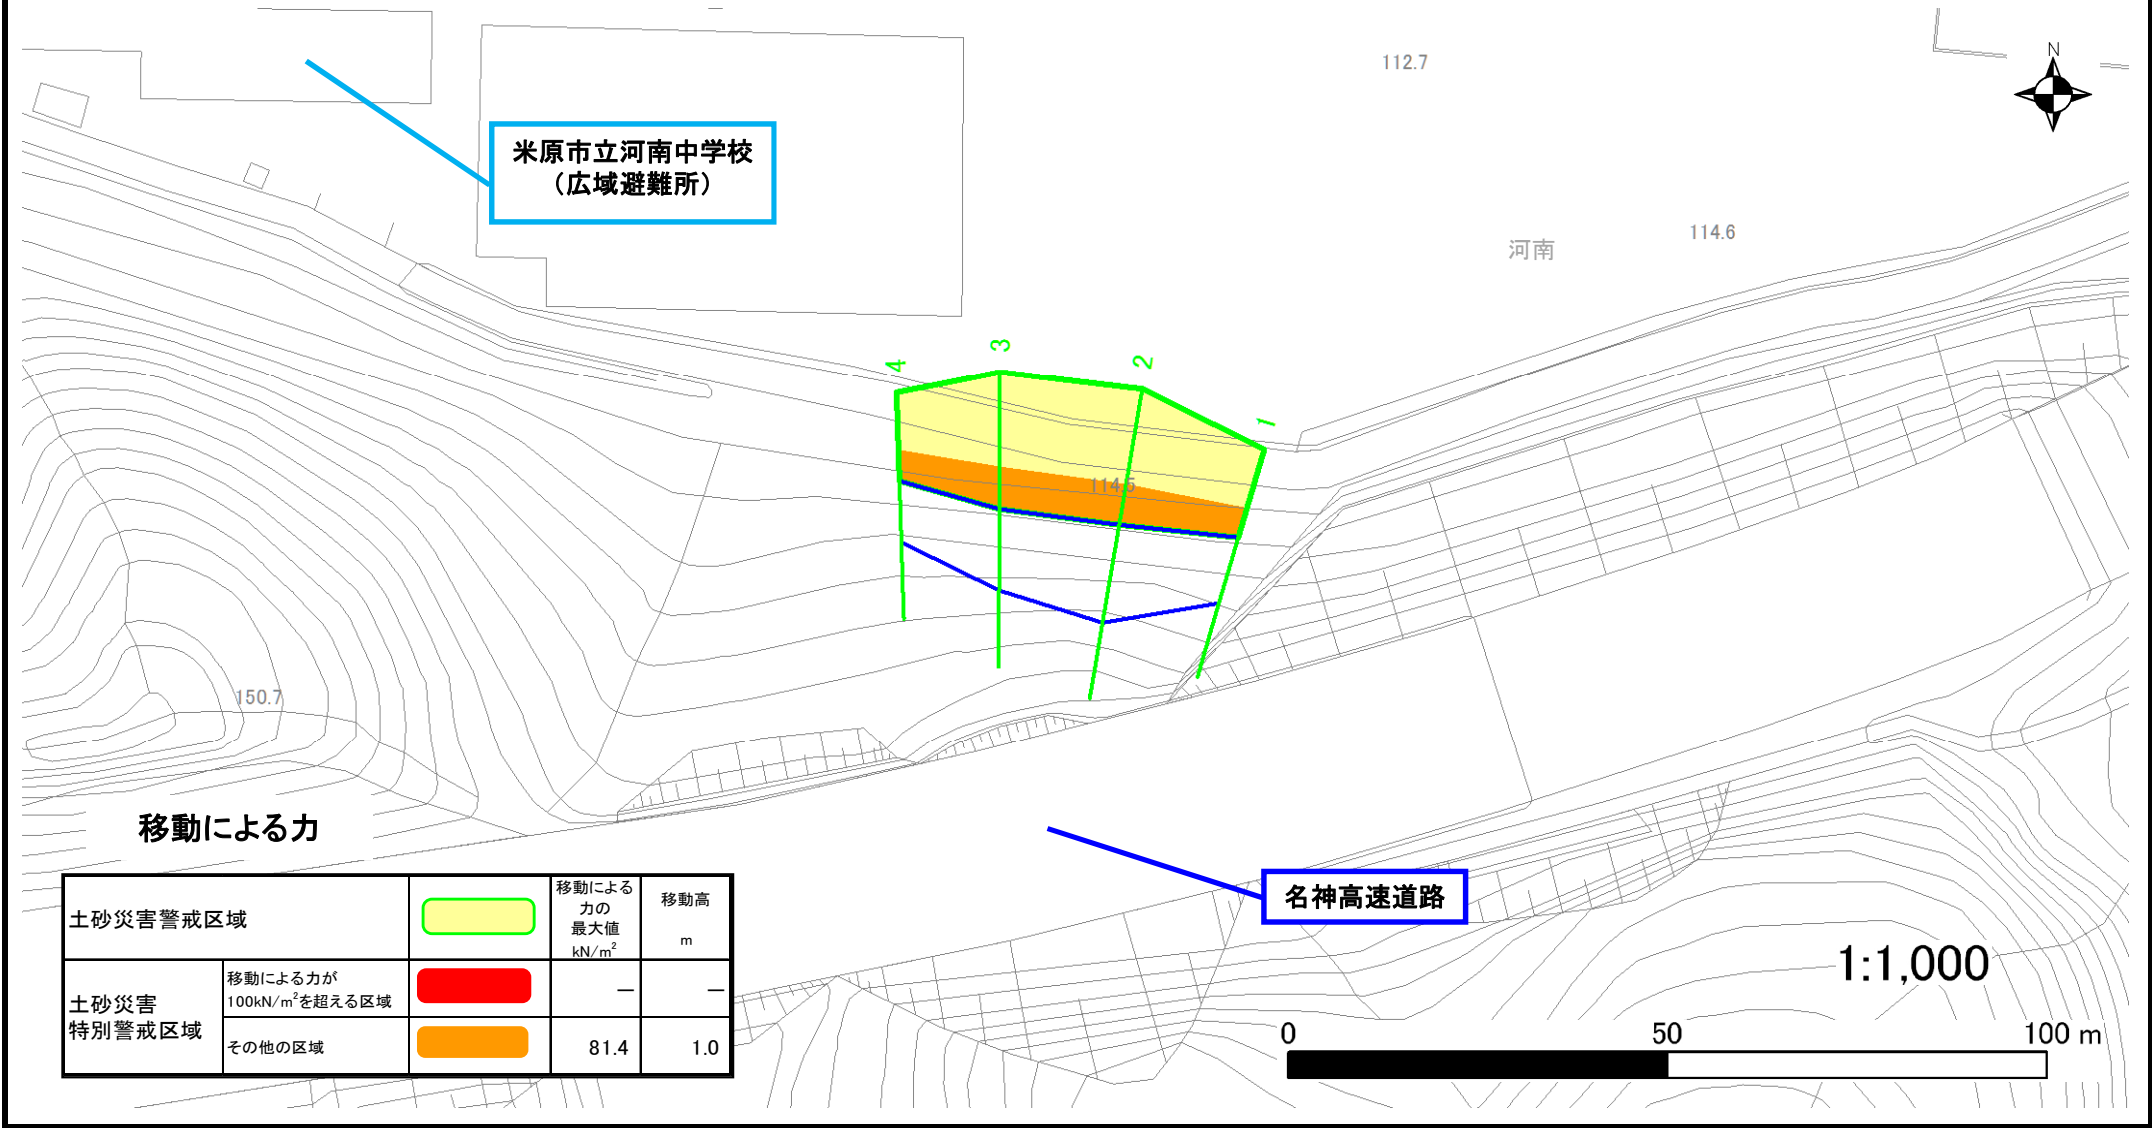 112.7
N
米原市立河南中学校
（広域避難所）
河南
114.6
4
3
2
1
114.5
150.7
移動による力
土砂災害警戒区域
移動による
力の
最大値
kN/m²
移動高
m
土砂災害
特別警戒区域
移動による力が
100kN/m²を超える区域
－
－
その他の区域
81.4
1.0
名神高速道路
1:1,000
0
50
100 m